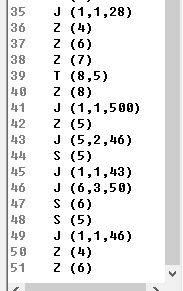 35 J (1,1,28)
36 Z (4)
37 Z (6)
38 Z (7)
39 T (8,5)
40 Z (8)
41 J (1,1,500)
42 Z (5)
43 J (5,2,46)
44 S (5)
45 J (1,1,43)
46 J (6,3,50)
47 S (6)
48 S (5)
49 J (1,1,46)
50 Z (4)
51 Z (6)